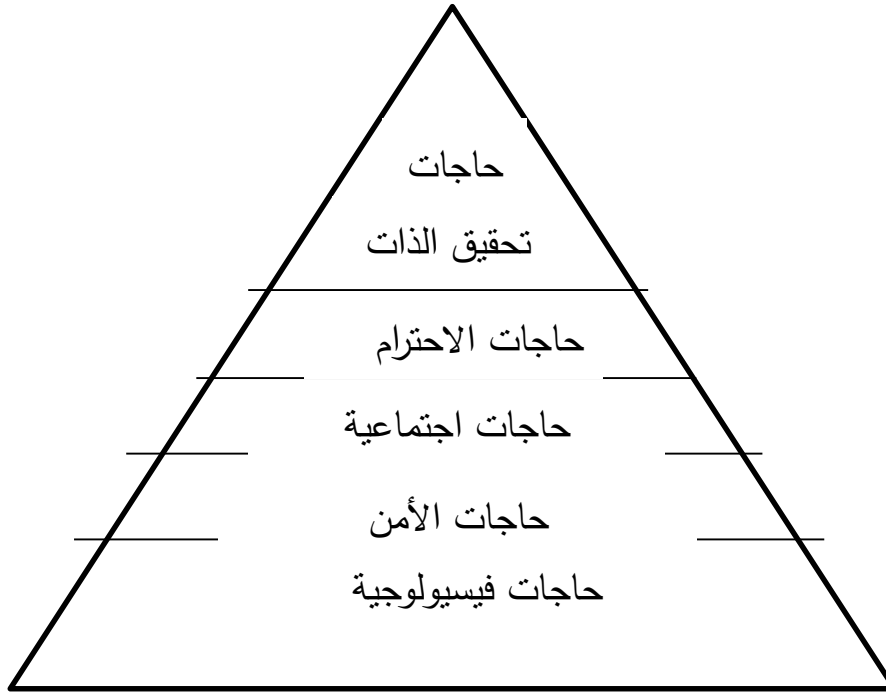 حاجات
تحقيق الذات
حاجات الاحترام
حاجات اجتماعية
حاجات الأمن
حاجات فيسيولوجية